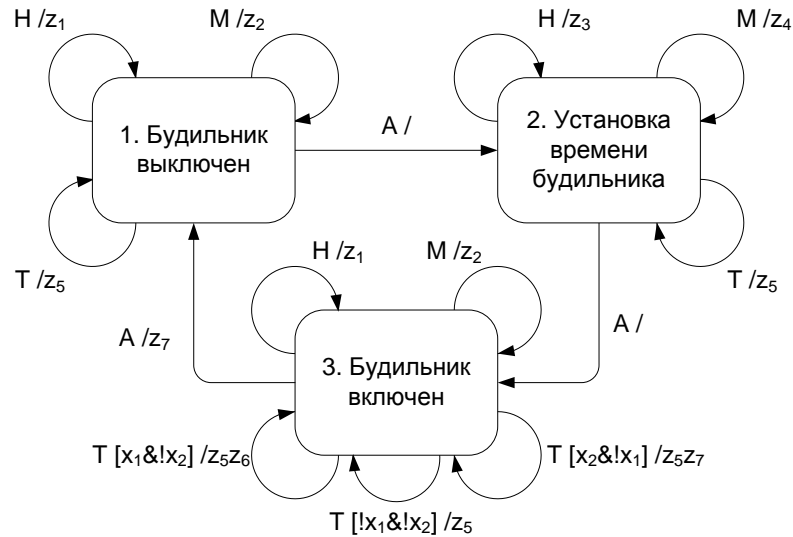 H /z₁
M /z₂
H /z₃
M /z₄
1. Будильник
выключен
A /
2. Установка
времени
будильника
T /z₅
T /z₅
H /z₁
M /z₂
A /z₇
A /
3. Будильник
включен
T [x₁&!x₂] /z₅z₆
T [x₂&!x₁] /z₅z₇
T [!x₁&!x₂] /z₅